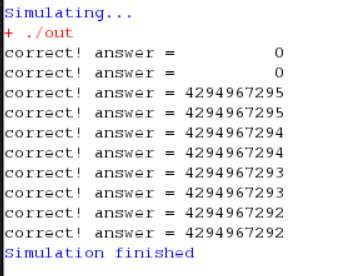 Simulating...
+ ./out
correct! answer =          0
correct! answer =          0
correct! answer = 4294967295
correct! answer = 4294967295
correct! answer = 4294967294
correct! answer = 4294967294
correct! answer = 4294967293
correct! answer = 4294967293
correct! answer = 4294967292
correct! answer = 4294967292
Simulation finished